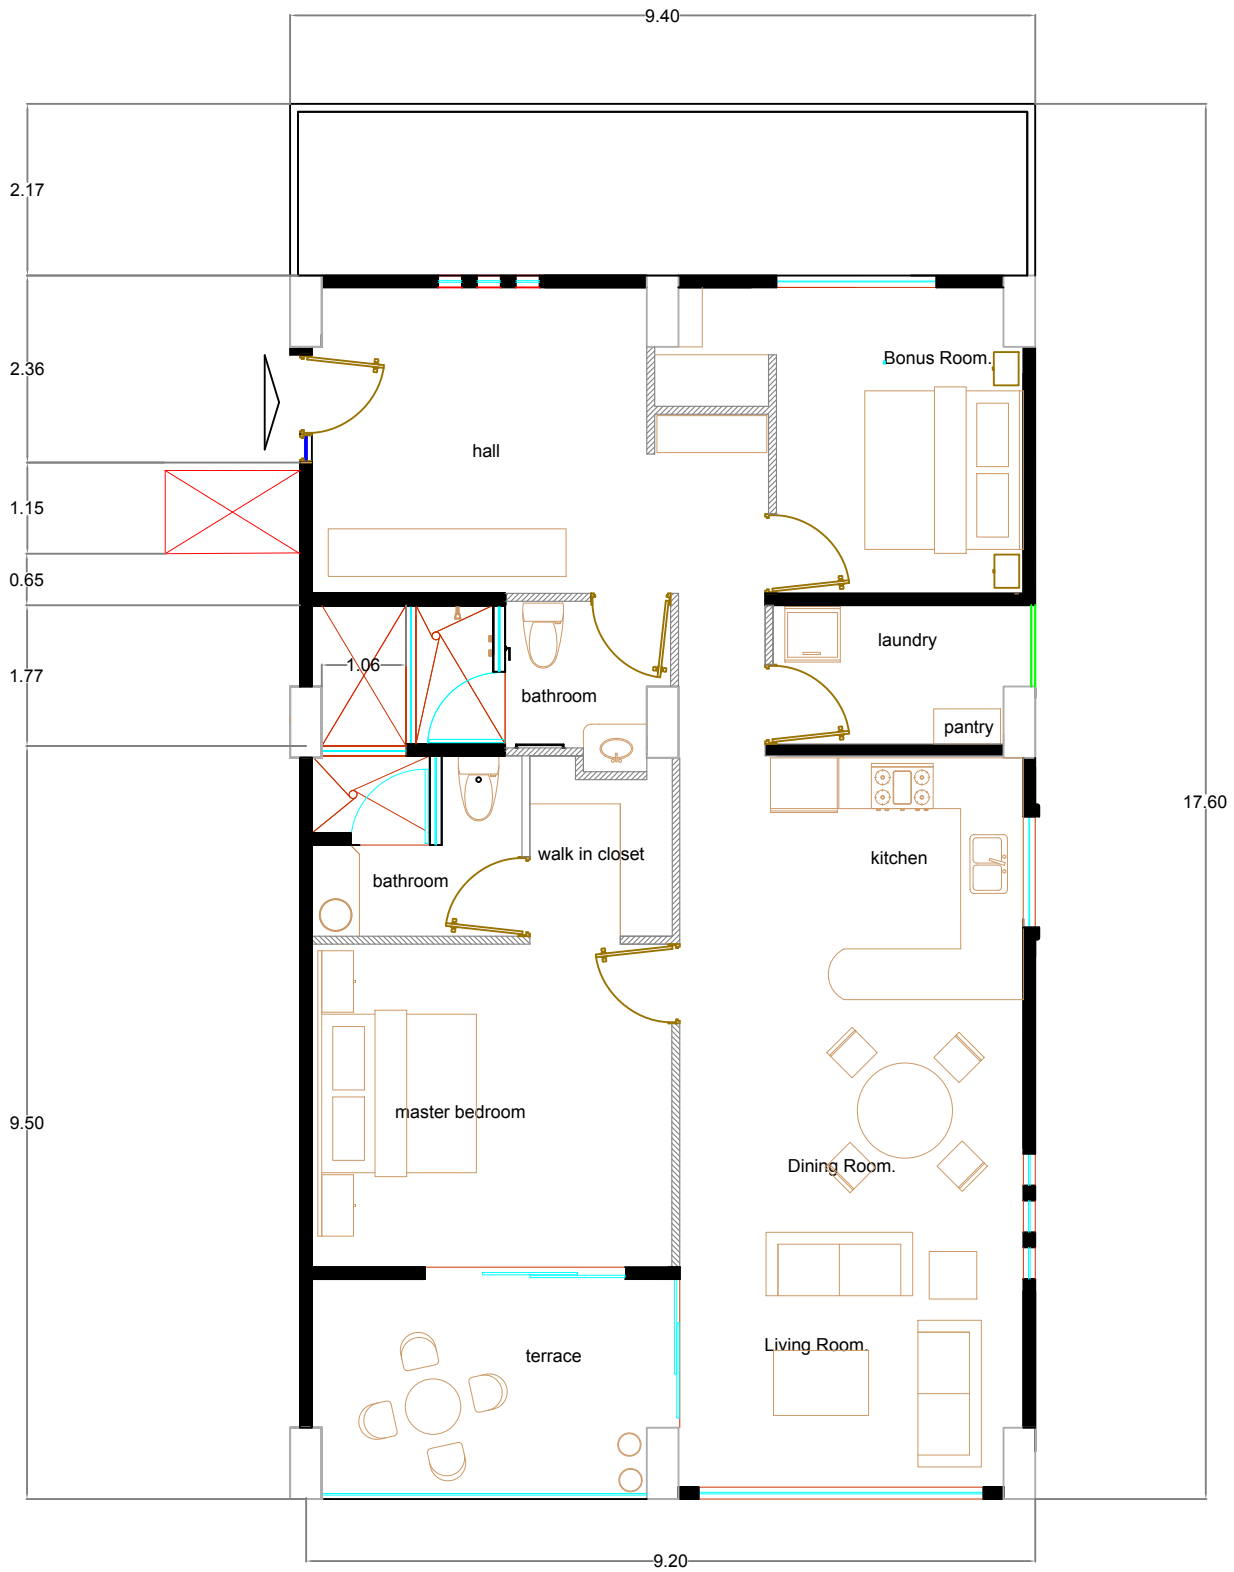 9.40
2.17
2.36
Bonus Room.
hall
1.15
0.65
laundry
1.06
1.77
bathroom
pantry
17.60
walk in closet
kitchen
bathroom
master bedroom
9.50
Dining Room.
Living Room.
terrace
9.20